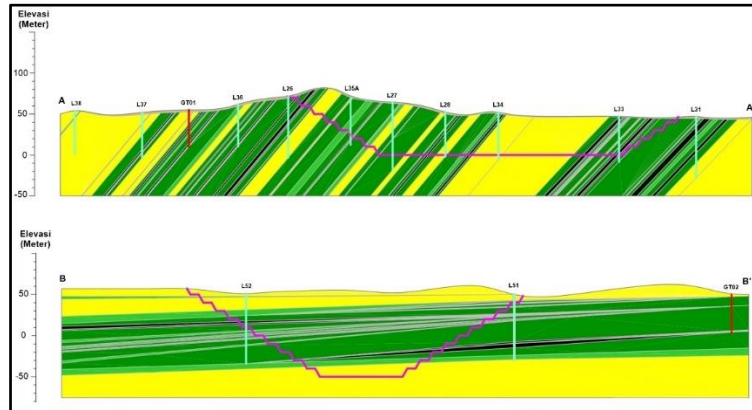 Elevasi
(Meter)
100
50
0
-50
A
L38
L37
GT01
L36
L26
L35A
L27
L28
L34
L33
L31
A'
Elevasi
(Meter)
50
0
-50
B
L52
L51
GT02
B'